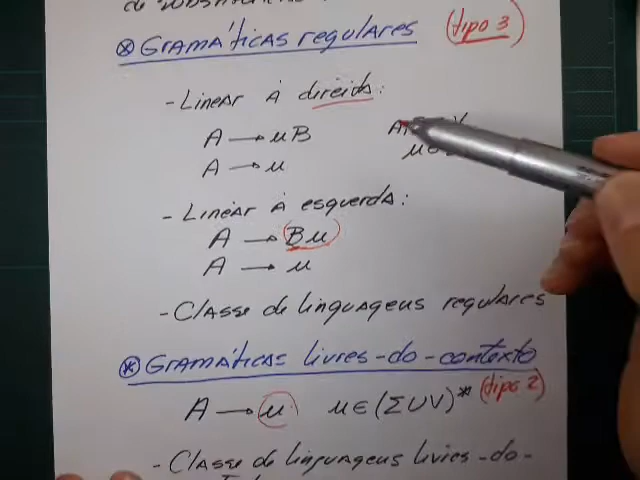 de
⊗ Gramáticas regulares (tipo 3)
- Linear à direita:
A → uB
A → u
- Linear à esquerda:
A → Bu
A → u
- Classe de linguagens regulares
⊛ Gramáticas livres-do-contexto
(tipo 2)
A → u u ∈ (Σ ∪ V)*
- Classe de linguagens livres-do-